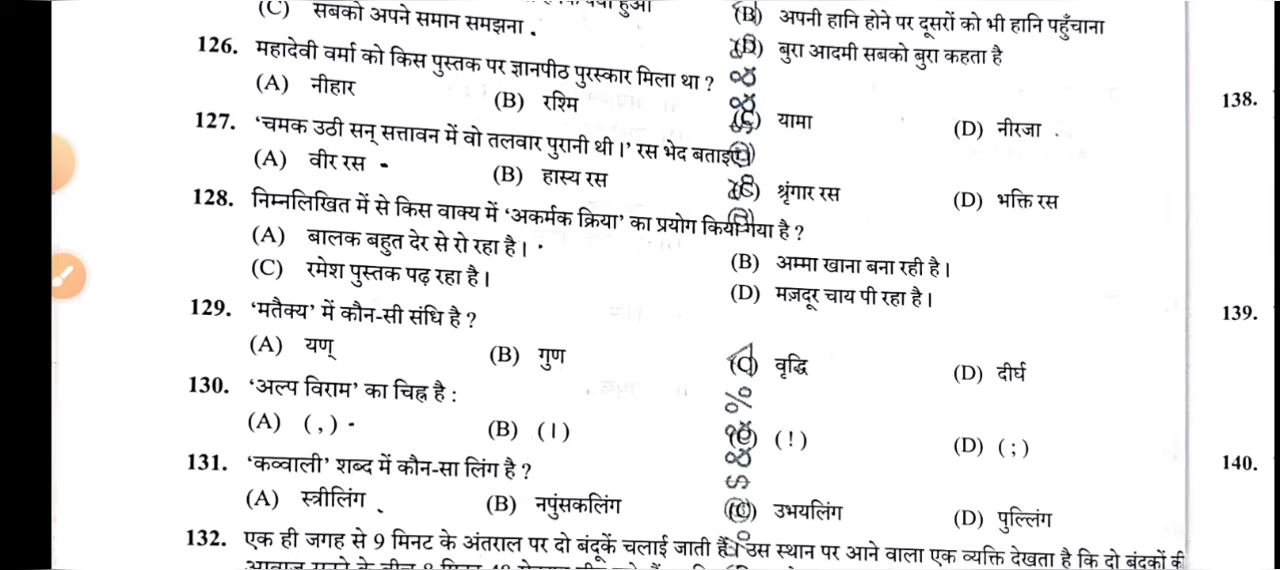 (C) सबको अपने समान समझना .
(B) अपनी हानि होने पर दूसरों को भी हानि पहुँचाना
(D) बुरा आदमी सबको बुरा कहता है
126. महादेवी वर्मा को किस पुस्तक पर ज्ञानपीठ पुरस्कार मिला था ?
(A) नीहार (B) रश्मि (C) यामा (D) नीरजा
127. ‘चमक उठी सन् सत्तावन में वो तलवार पुरानी थी।’ रस भेद बताइए।
(A) वीर रस (B) हास्य रस (C) श्रृंगार रस (D) भक्ति रस
128. निम्नलिखित में से किस वाक्य में ‘अकर्मक क्रिया’ का प्रयोग किया गया है ?
(A) बालक बहुत देर से रो रहा है। (B) अम्मा खाना बना रही है।
(C) रमेश पुस्तक पढ़ रहा है। (D) मज़दूर चाय पी रहा है।
129. ‘मतैक्य’ में कौन-सी संधि है ?
(A) यण् (B) गुण (C) वृद्धि (D) दीर्घ
130. ‘अल्प विराम’ का चिह्न है :
(A) ( , ) (B) ( । ) (C) ( ! ) (D) ( ; )
131. ‘कव्वाली’ शब्द में कौन-सा लिंग है ?
(A) स्त्रीलिंग (B) नपुंसकलिंग (C) उभयलिंग (D) पुल्लिंग
132. एक ही जगह से 9 मिनट के अंतराल पर दो बंदूकें चलाई जाती हैं। उस स्थान पर आने वाला एक व्यक्ति देखता है कि दो बंदूकों की
138.
139.
140.